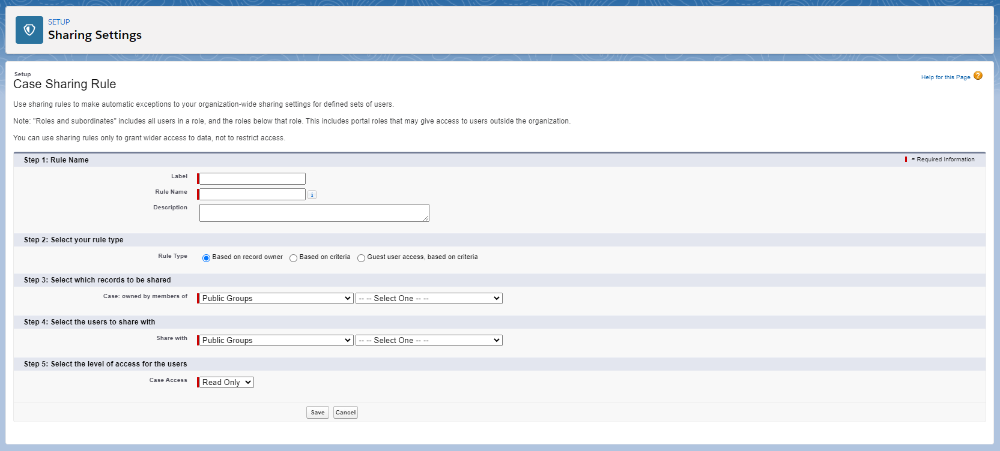 SETUP
Sharing Settings
Setup
Case Sharing Rule
Help for this Page ?
Use sharing rules to make automatic exceptions to your organization-wide sharing settings for defined sets of users.
Note: "Roles and subordinates" includes all users in a role, and the roles below that role. This includes portal roles that may give access to users outside the organization.
You can use sharing rules only to grant wider access to data, not to restrict access.
Step 1: Rule Name
= Required Information
Label
Rule Name i
Description
Step 2: Select your rule type
Rule Type Based on record owner Based on criteria Guest user access, based on criteria
Step 3: Select which records to be shared
Case: owned by members of Public Groups -- -- Select One -- --
Step 4: Select the users to share with
Share with Public Groups -- -- Select One -- --
Step 5: Select the level of access for the users
Case Access Read Only
Save Cancel